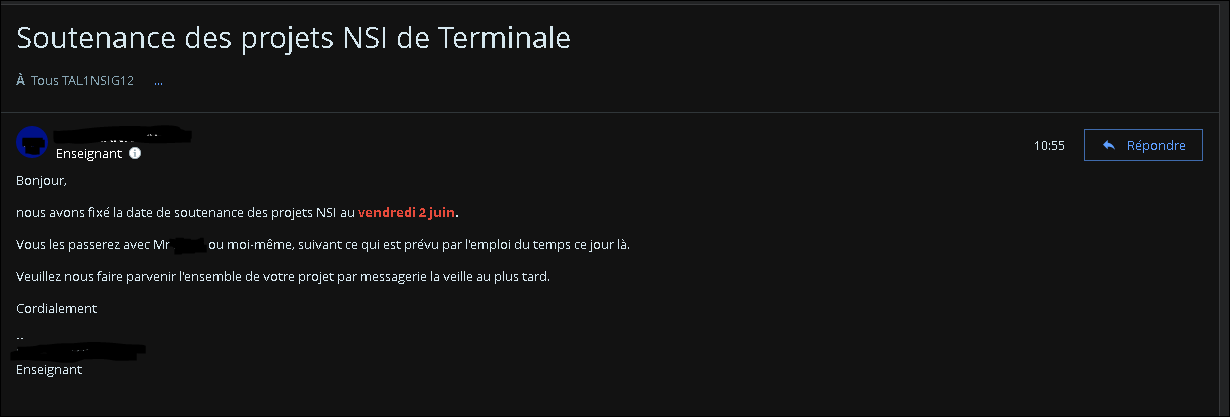 Soutenance des projets NSI de Terminale
À Tous TAL1NSIG12 ...
Enseignant
10:55
Répondre
Bonjour,
nous avons fixé la date de soutenance des projets NSI au vendredi 2 juin.
Vous les passerez avec Mr ou moi-même, suivant ce qui est prévu par l'emploi du temps ce jour là.
Veuillez nous faire parvenir l'ensemble de votre projet par messagerie la veille au plus tard.
Cordialement
--
Enseignant